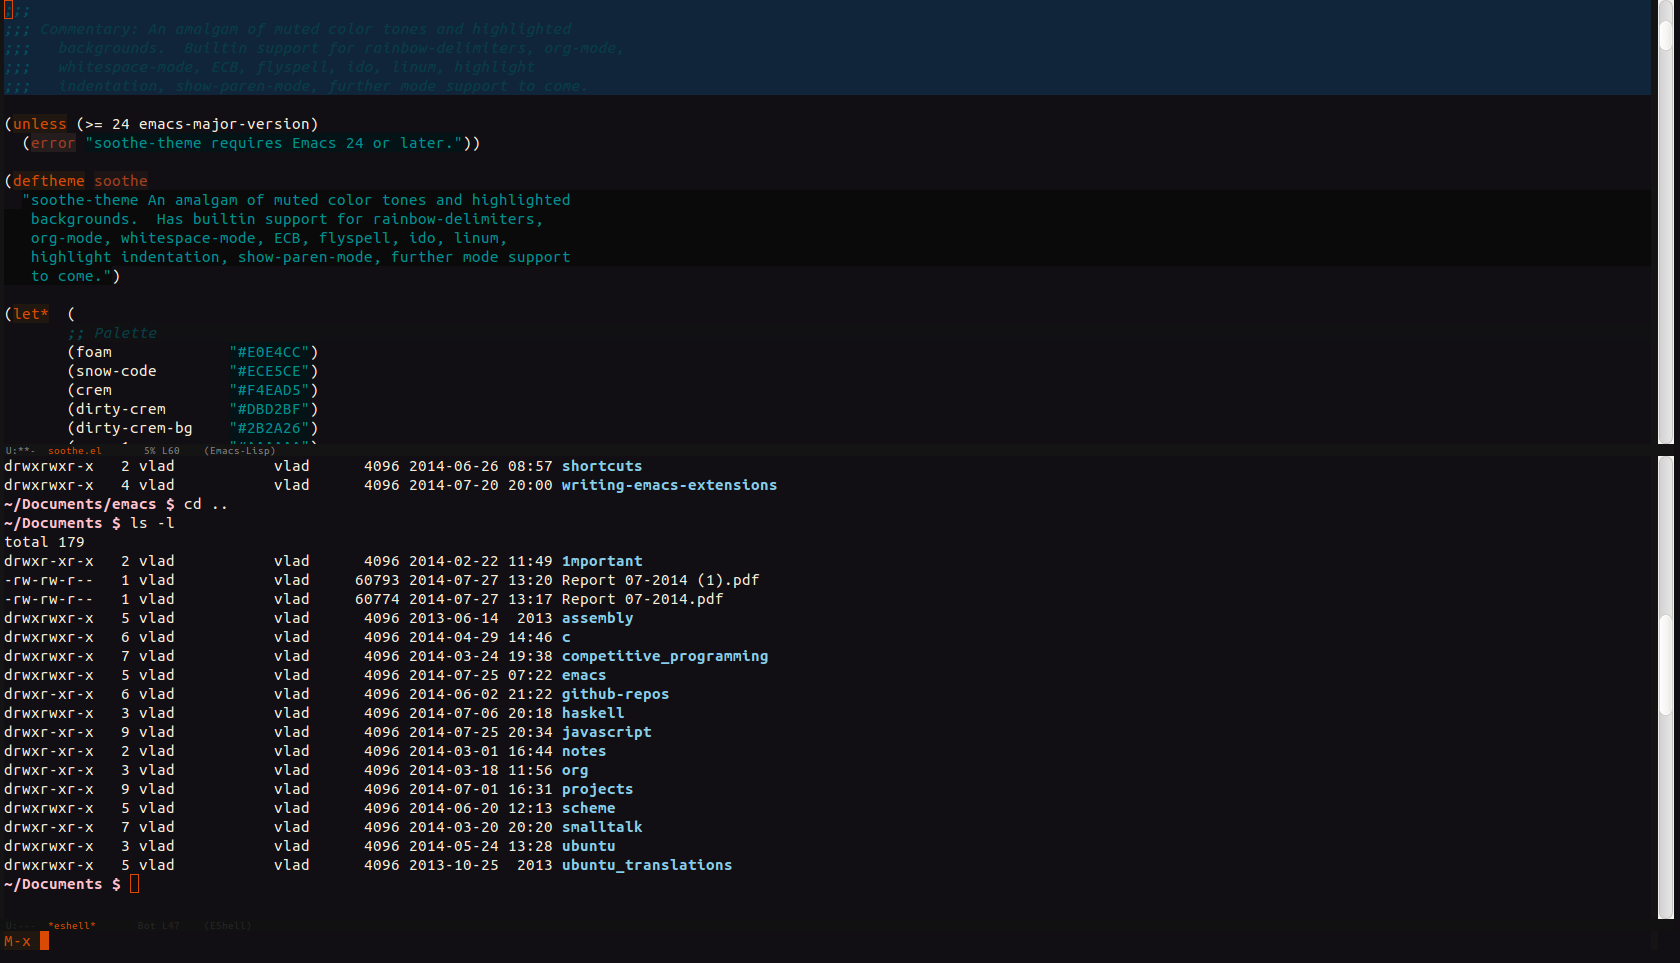 ;;;
;;; Commentary: An amalgam of muted color tones and highlighted
;;;   backgrounds.  Builtin support for rainbow-delimiters, org-mode,
;;;   whitespace-mode, ECB, flyspell, ido, linum, highlight
;;;   indentation, show-paren-mode, further mode support to come.
(unless (>= 24 emacs-major-version)
  (error "soothe-theme requires Emacs 24 or later."))
(deftheme soothe
  "soothe-theme An amalgam of muted color tones and highlighted
   backgrounds.  Has builtin support for rainbow-delimiters,
   org-mode, whitespace-mode, ECB, flyspell, ido, linum,
   highlight indentation, show-paren-mode, further mode support
   to come.")
(let*  (
       ;; Palette
       (foam             "#E0E4CC")
       (snow-code        "#ECE5CE")
       (crem             "#F4EAD5")
       (dirty-crem       "#DBD2BF")
       (dirty-crem-bg    "#2B2A26")
U:**-  soothe.el       5% L60    (Emacs-Lisp)
drwxrwxr-x   2 vlad           vlad      4096 2014-06-26 08:57 shortcuts
drwxrwxr-x   4 vlad           vlad      4096 2014-07-20 20:00 writing-emacs-extensions
~/Documents/emacs $ cd ..
~/Documents $ ls -l
total 179
drwxr-xr-x   2 vlad           vlad      4096 2014-02-22 11:49 1mportant
-rw-rw-r--   1 vlad           vlad     60793 2014-07-27 13:20 Report 07-2014 (1).pdf
-rw-rw-r--   1 vlad           vlad     60774 2014-07-27 13:17 Report 07-2014.pdf
drwxrwxr-x   5 vlad           vlad      4096 2013-06-14  2013 assembly
drwxrwxr-x   6 vlad           vlad      4096 2014-04-29 14:46 c
drwxrwxr-x   7 vlad           vlad      4096 2014-03-24 19:38 competitive_programming
drwxrwxr-x   5 vlad           vlad      4096 2014-07-25 07:22 emacs
drwxr-xr-x   6 vlad           vlad      4096 2014-06-02 21:22 github-repos
drwxrwxr-x   3 vlad           vlad      4096 2014-07-06 20:18 haskell
drwxr-xr-x   9 vlad           vlad      4096 2014-07-25 20:34 javascript
drwxrwxr-x   2 vlad           vlad      4096 2014-03-01 16:44 notes
drwxr-xr-x   3 vlad           vlad      4096 2014-03-18 11:56 org
drwxr-xr-x   9 vlad           vlad      4096 2014-07-01 16:31 projects
drwxrwxr-x   5 vlad           vlad      4096 2014-06-20 12:13 scheme
drwxr-xr-x   7 vlad           vlad      4096 2014-03-20 20:20 smalltalk
drwxrwxr-x   3 vlad           vlad      4096 2014-05-24 13:28 ubuntu
drwxrwxr-x   5 vlad           vlad      4096 2013-10-25  2013 ubuntu_translations
~/Documents $
U:---  *eshell*       Bot L47    (EShell)
M-x